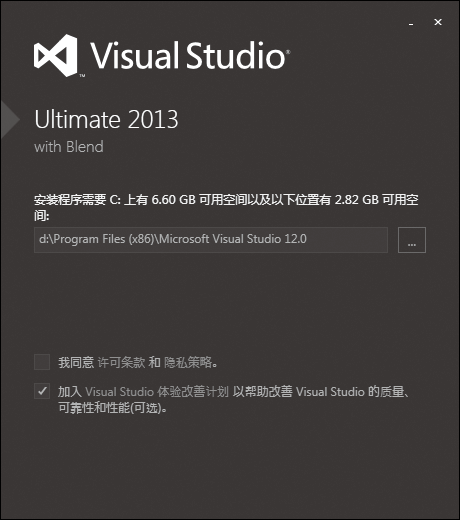 Visual Studio®
™
Ultimate 2013
with Blend
安装程序需要 C: 上有 6.60 GB 可用空间以及以下位置有 2.82 GB 可用空
间:
d:\Program Files (x86)\Microsoft Visual Studio 12.0
...
我同意 许可条款 和 隐私策略。
加入 Visual Studio 体验改善计划 以帮助改善 Visual Studio 的质量、
可靠性和性能(可选)。